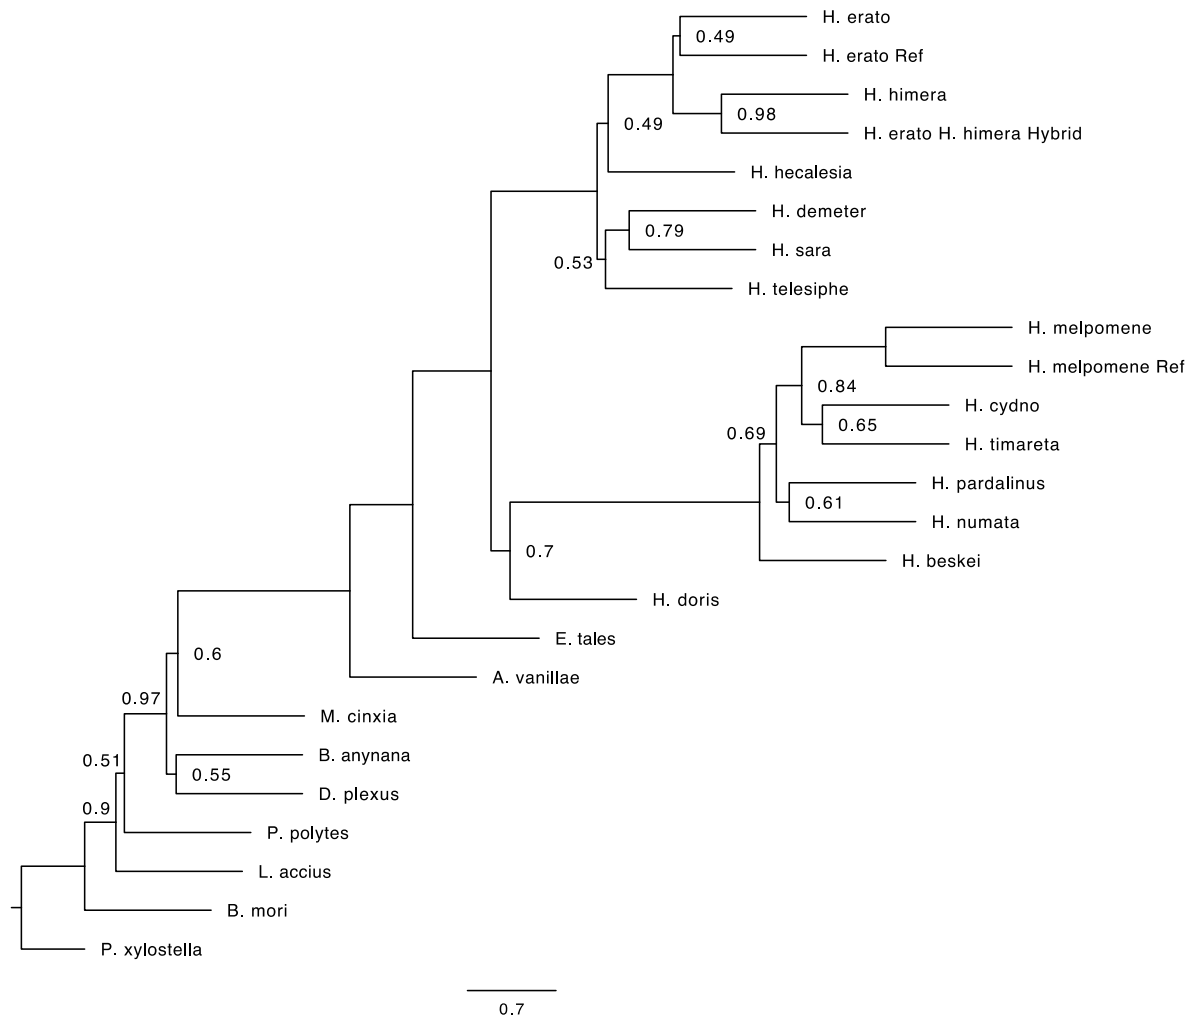 H. erato
0.49
H. erato Ref
H. himera
0.98
0.49
H. erato H. himera Hybrid
H. hecalesia
H. demeter
0.79
H. sara
0.53
H. telesiphe
H. melpomene
H. melpomene Ref
0.84
H. cydno
0.65
0.69
H. timareta
H. pardalinus
0.61
H. numata
0.7
H. beskei
H. doris
E. tales
0.6
A. vanillae
0.97
M. cinxia
B. anynana
0.51
0.55
D. plexus
0.9
P. polytes
L. accius
B. mori
P. xylostella
0.7